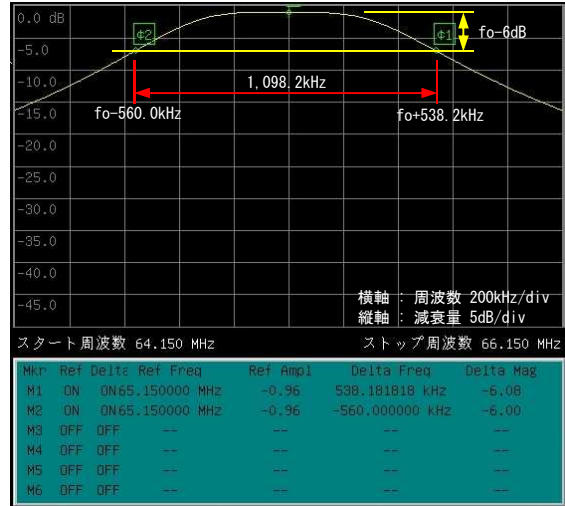 0.0 dB
¢2
¢1
fo-6dB
-5.0
-10.0
1,098.2kHz
-15.0
fo-560.0kHz
fo+538.2kHz
-20.0
-25.0
-30.0
-35.0
-40.0
横軸 : 周波数 200kHz/div
-45.0
縦軸 : 減衰量 5dB/div
スタート周波数 64.150 MHz
ストップ周波数 66.150 MHz
Mkr Ref Delta Ref Freq Ref Ampl Delta Freq Delta Mag
M1 ON ON 65.150000 MHz -0.96 538.181818 kHz -6.08
M2 ON ON 65.150000 MHz -0.96 -560.000000 kHz -6.00
M3 OFF OFF -- -- -- --
M4 OFF OFF -- -- -- --
M5 OFF OFF -- -- -- --
M6 OFF OFF -- -- -- --